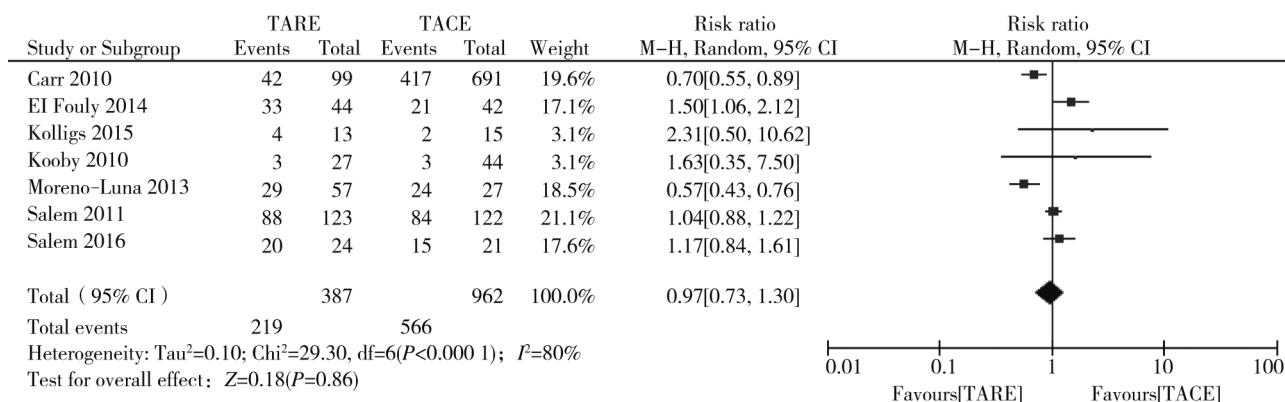 TARE TACE Risk ratio Risk ratio
Study or Subgroup Events Total Events Total Weight M-H, Random, 95% CI M-H, Random, 95% CI
Carr 2010 42 99 417 691 19.6% 0.70[0.55, 0.89]
EI Fouly 2014 33 44 21 42 17.1% 1.50[1.06, 2.12]
Kolligs 2015 4 13 2 15 3.1% 2.31[0.50, 10.62]
Kooby 2010 3 27 3 44 3.1% 1.63[0.35, 7.50]
Moreno-Luna 2013 29 57 24 27 18.5% 0.57[0.43, 0.76]
Salem 2011 88 123 84 122 21.1% 1.04[0.88, 1.22]
Salem 2016 20 24 15 21 17.6% 1.17[0.84, 1.61]
Total（95% CI） 387 962 100.0% 0.97[0.73, 1.30]
Total events 219 566
Heterogeneity: Tau²=0.10; Chi²=29.30, df=6(P<0.000 1)；I²=80%
Test for overall effect：Z=0.18(P=0.86)
0.01 0.1 1 10 100
Favours[TARE] Favours[TACE]